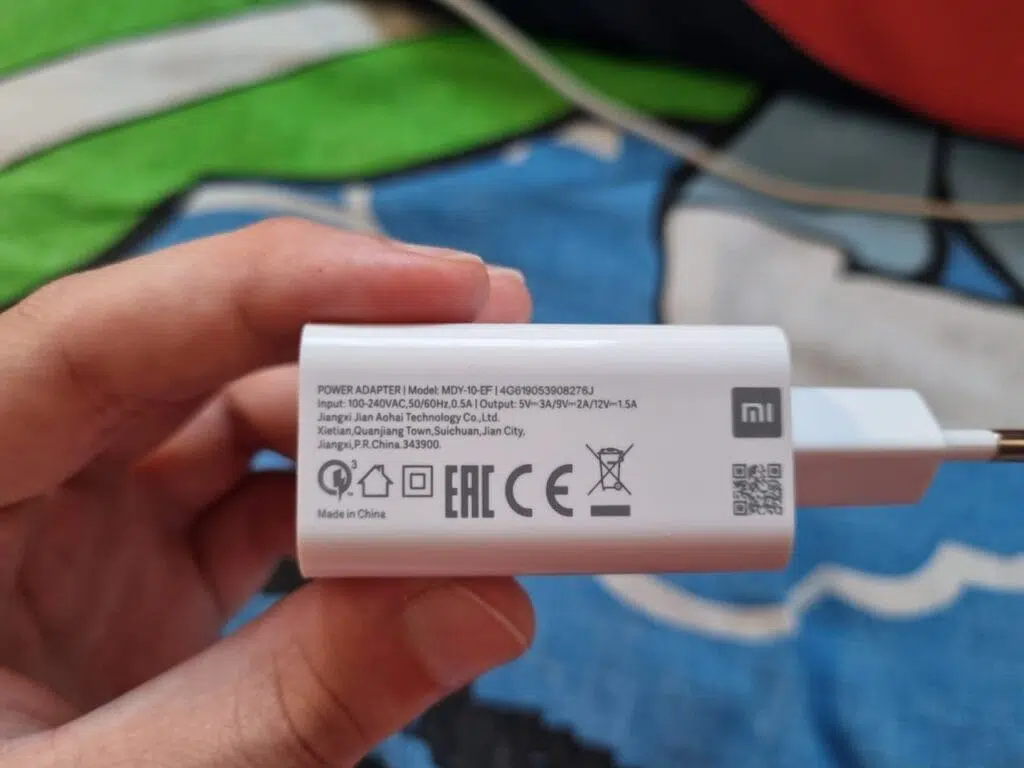 POWER ADAPTER | Model: MDY-10-EF | 4G619053908276J
Input: 100-240VAC,50/60Hz,0.5A | Output: 5V⎓3A/9V⎓2A/12V⎓1.5A
Jiangxi Jian Aohai Technology Co.,Ltd.
Xietian,Quanjiang Town,Suichuan,Jian City,
Jiangxi,P.R.China.343900.
mi
3
EAC CE
Made in China